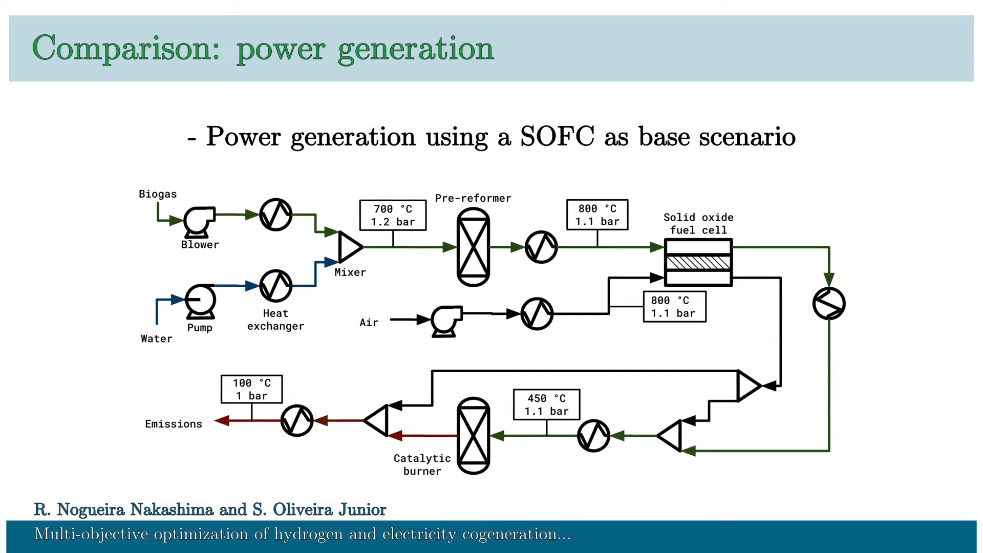 Comparison: power generation
- Power generation using a SOFC as base scenario
Biogas
Blower
Mixer
700 °C
1.2 bar
Pre-reformer
800 °C
1.1 bar
Solid oxide
fuel cell
Water
Pump
Heat
exchanger
Air
800 °C
1.1 bar
100 °C
1 bar
Emissions
450 °C
1.1 bar
Catalytic
burner
R. Nogueira Nakashima and S. Oliveira Junior
Multi-objective optimization of hydrogen and electricity cogeneration...